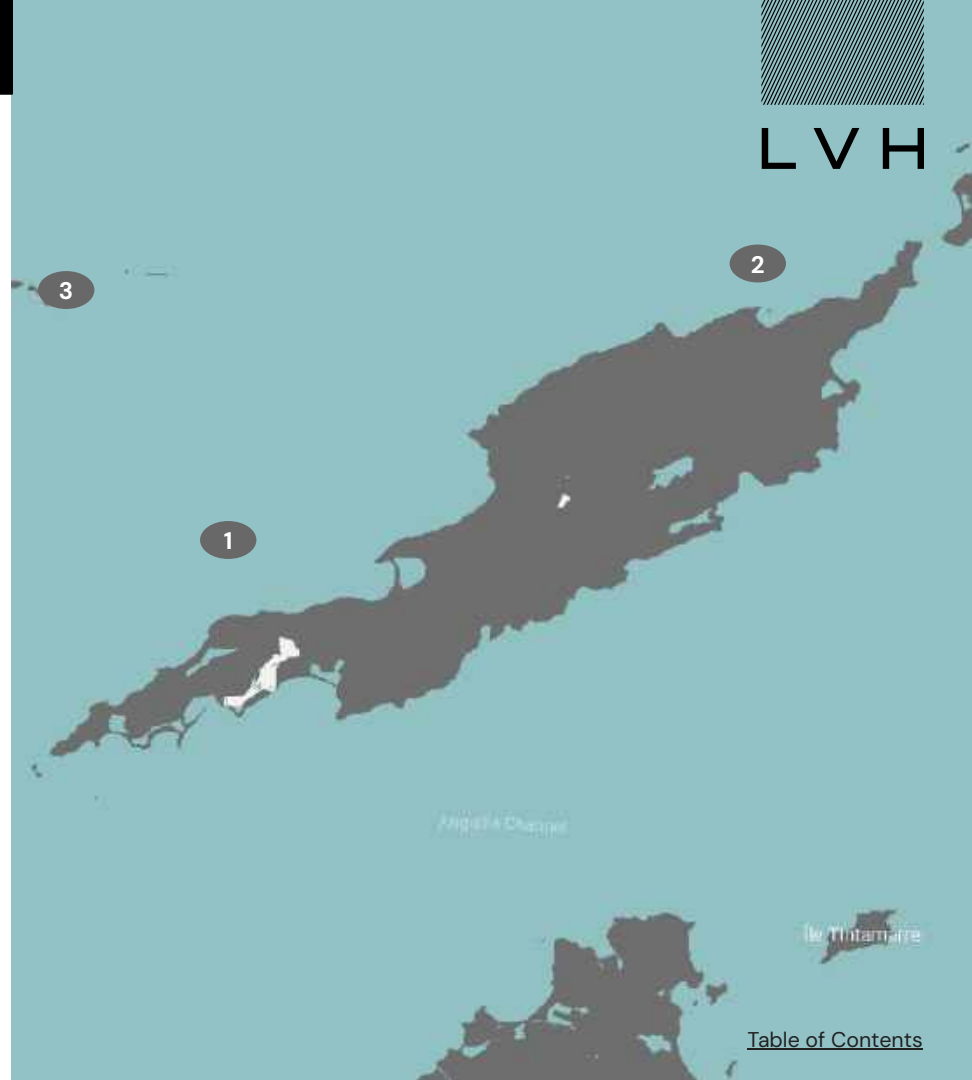 LVH
2
3
1
Anguilla Channel
Île Tintamarre
Table of Contents